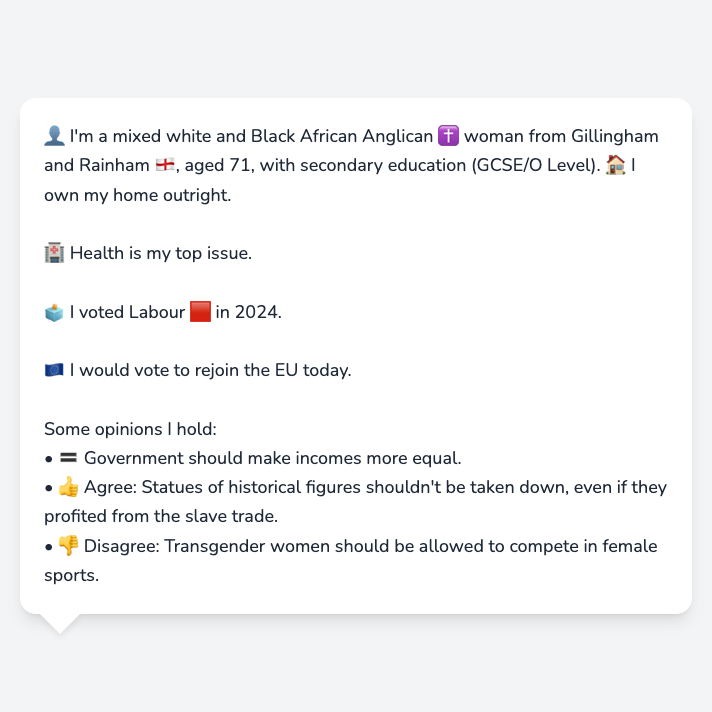 👤 I'm a mixed white and Black African Anglican ✝️ woman from Gillingham
and Rainham 🏴󠁧󠁢󠁥󠁮󠁧󠁿, aged 71, with secondary education (GCSE/O Level). 🏠 I
own my home outright.
🏥 Health is my top issue.
🗳️ I voted Labour 🟥 in 2024.
🇪🇺 I would vote to rejoin the EU today.
Some opinions I hold:
• 🟰 Government should make incomes more equal.
• 👍 Agree: Statues of historical figures shouldn't be taken down, even if they
profited from the slave trade.
• 👎 Disagree: Transgender women should be allowed to compete in female
sports.